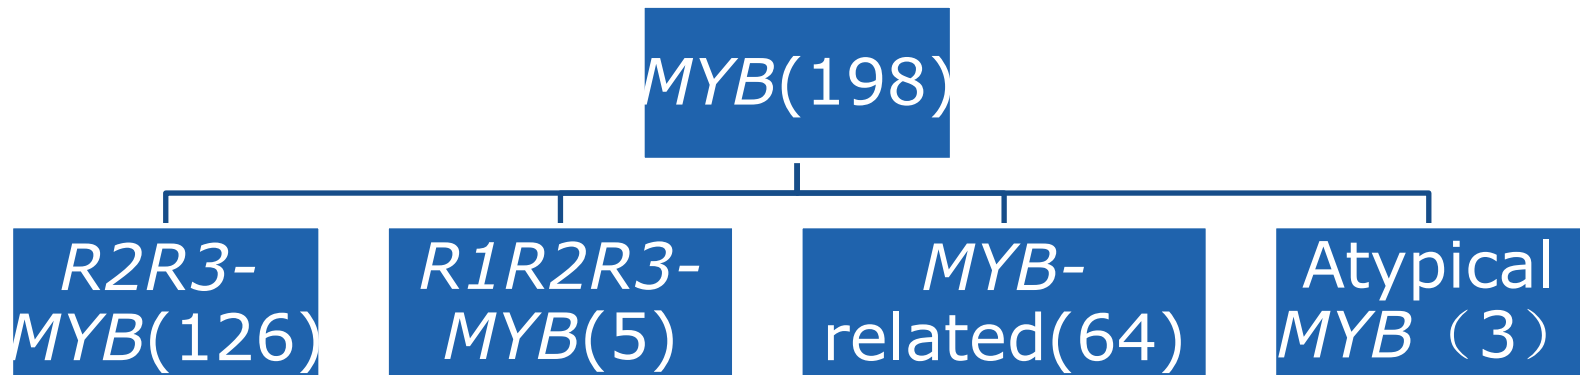 MYB(198)
R2R3-
MYB(126)
R1R2R3-
MYB(5)
MYB-
related(64)
Atypical
MYB（3）